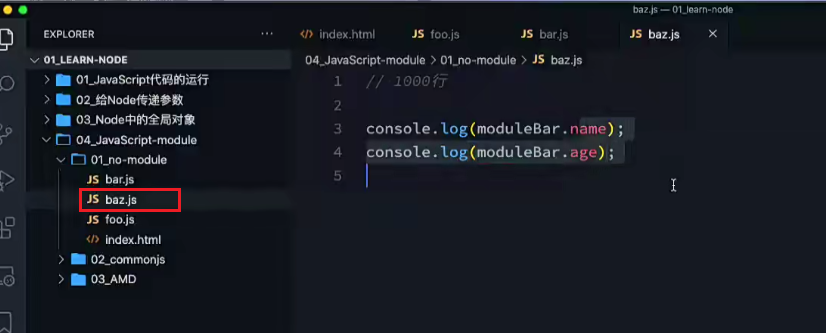 baz.js — 01_learn-node
EXPLORER
···
index.html
foo.js
bar.js
baz.js
01_LEARN-NODE
01_JavaScript代码的运行
02_给Node传递参数
03_Node中的全局对象
04_JavaScript-module
01_no-module
JS bar.js
JS baz.js
JS foo.js
index.html
02_commonjs
03_AMD
04_JavaScript-module > 01_no-module > JS baz.js
1 // 1000行
2
3 console.log(moduleBar.name);
4 console.log(moduleBar.age);
5